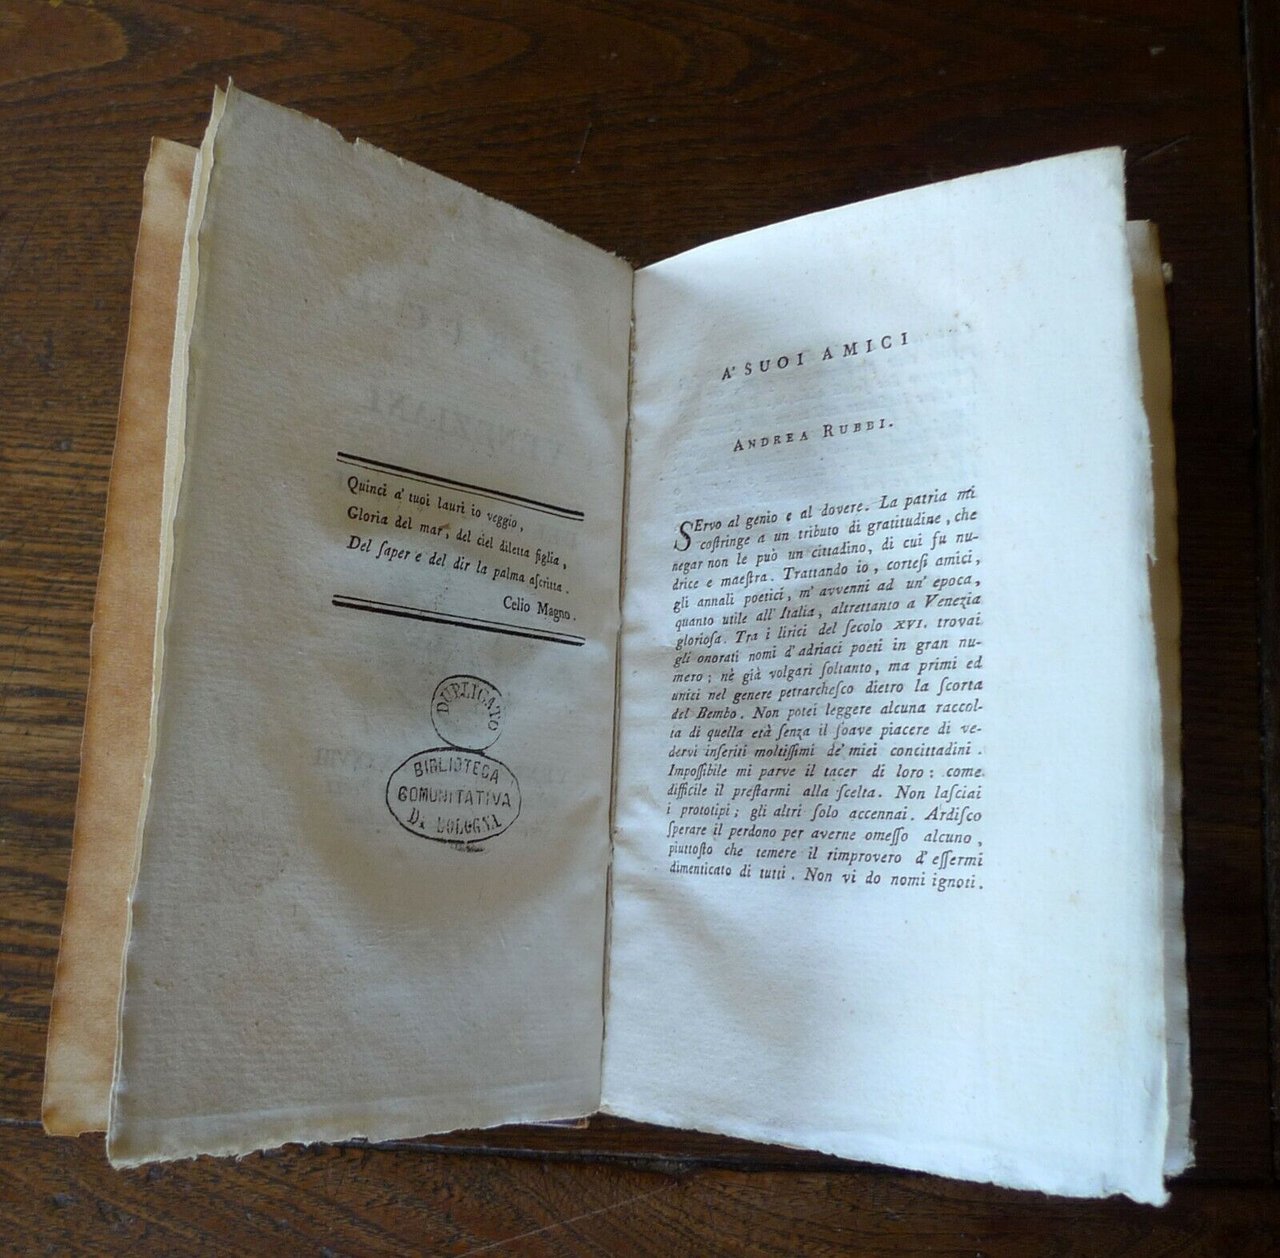 Quinci a' tuoi lauri io veggio,
Gloria del mar, del ciel diletta figlia,
Del ſaper e del dir la palma aſcritta.
Celio Magno.
DUPLICATO
BIBLIOTECA
COMUNITATIVA
DI BOLOGNA
A' SUOI AMICI
ANDREA RUBBI.
SErvo al genio e al dovere. La patria mi
coſtringe a un tributo di gratitudine, che
negar non le può un cittadino, di cui fu nu-
drice e maeſtra. Trattando io, corteſi amici,
gli annali poetici, m' avvenni ad un' epoca,
quanto utile all' Italia, altrettanto a Venezia
glorioſa. Tra i lirici del ſecolo XVI. trovai
gli onorati nomi d' adriaci poeti in gran nu-
mero; nè già volgari ſoltanto, ma primi ed
unici nel genere petrarcheſco dietro la ſcorta
del Bembo. Non potei leggere alcuna raccol-
ta di quella età ſenza il ſoave piacere di ve-
dervi inſeriti moltiſſimi de' miei concittadini.
Impoſſibile mi parve il tacer di loro: come
difficile il preſtarmi alla ſcelta. Non laſciai
i prototipi; gli altri ſolo accennai. Ardiſco
ſperare il perdono per averne omeſſo alcuno,
piuttoſto che temere il rimprovero d' eſſermi
dimenticato di tutti. Non vi do nomi ignoti.